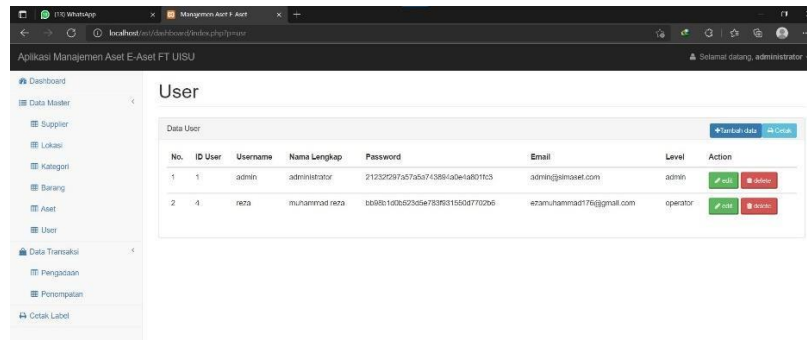 (13) WhatsApp
Manajemen Aset E-Aset
localhost/ast/dashboard/index.php?p=user
Aplikasi Manajemen Aset E-Aset FT UISU
Selamat datang, administrator
Dashboard
Data Master
Supplier
Lokasi
Kategori
Barang
Aset
User
Data Transaksi
Pengadaan
Penempatan
Cetak Label
User
Data User
+Tambah data
Cetak
No. ID User Username Nama Lengkap Password Email Level Action
1 1 admin administrator 21232f297a57a5a743894a0e4a801fc3 admin@simaset.com admin edit delete
2 4 reza muhammad reza ezamuhammad176@gmail.com operator edit delete